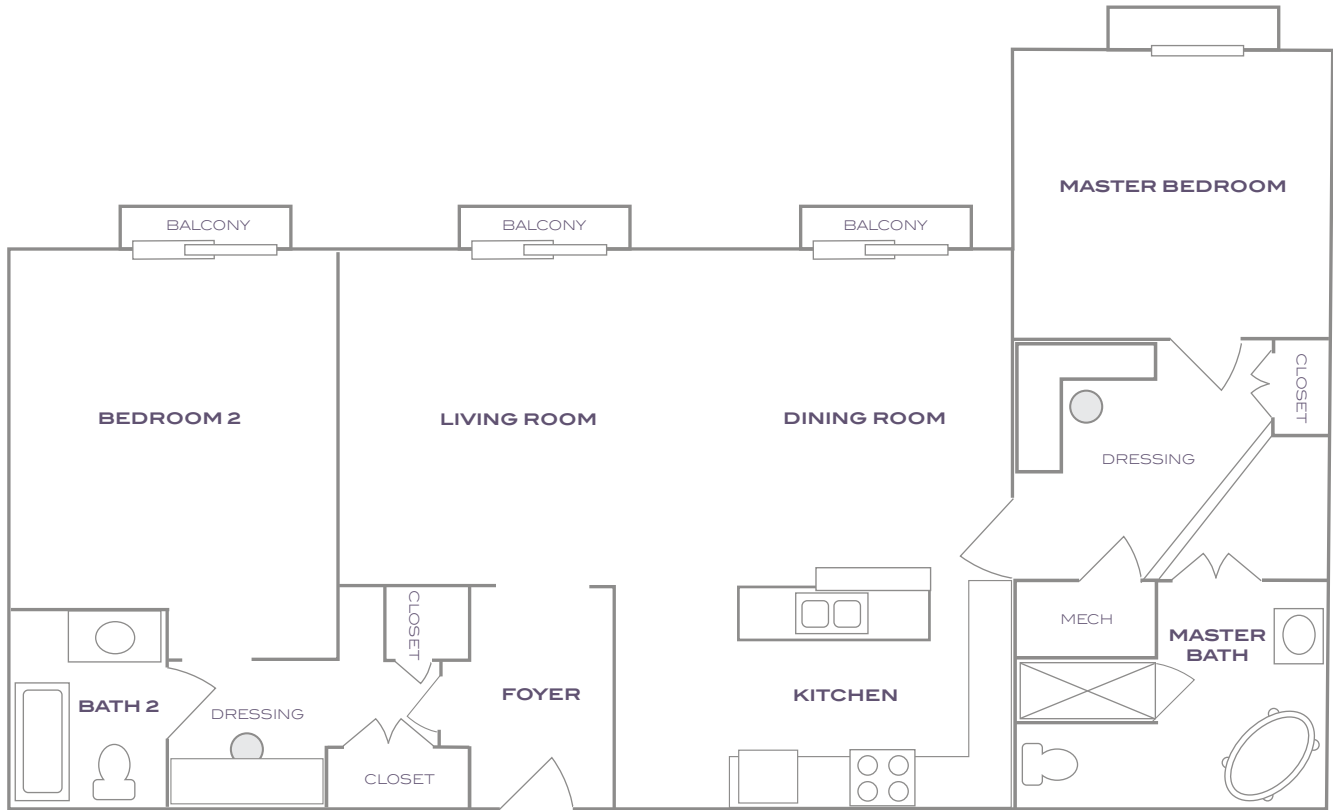 MASTER BEDROOM
BALCONY
BALCONY
BALCONY
CLOSET
BEDROOM 2
LIVING ROOM
DINING ROOM
DRESSING
CLOSET
MECH
MASTER
BATH
FOYER
KITCHEN
BATH 2
DRESSING
CLOSET